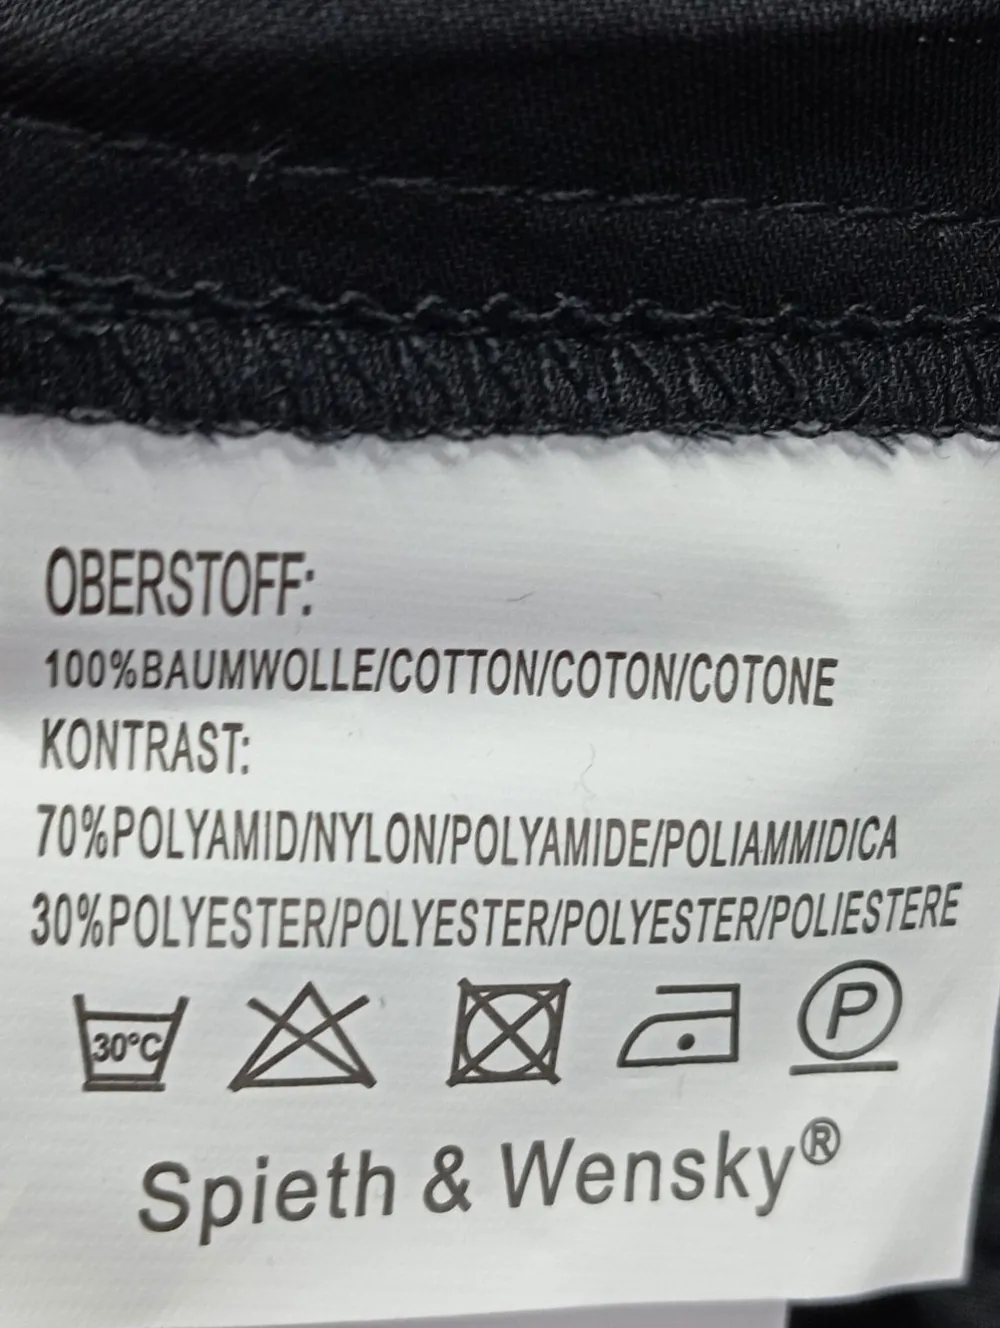 OBERSTOFF:
100%BAUMWOLLE/COTTON/COTON/COTONE
KONTRAST:
70%POLYAMID/NYLON/POLYAMIDE/POLIAMMIDICA
30%POLYESTER/POLYESTER/POLYESTER/POLIESTERE
30°C P
Spieth & Wensky®